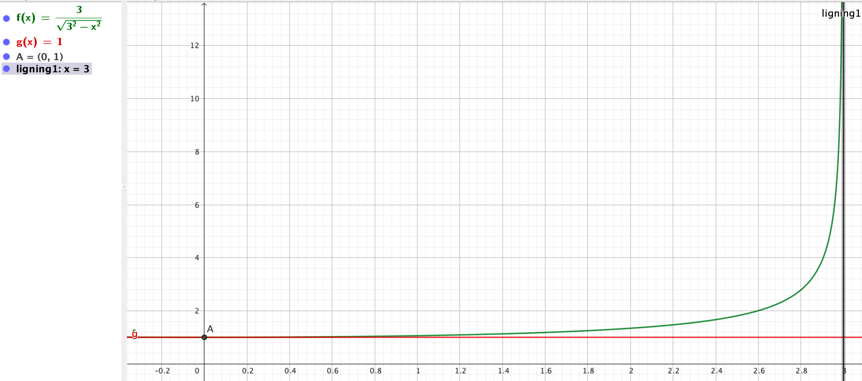 f(x) = 3 / √(3² − x²)
g(x) = 1
A = (0, 1)
ligning1: x = 3
ligning1
12
10
8
6
4
2
A
-0.2 0 0.2 0.4 0.6 0.8 1 1.2 1.4 1.6 1.8 2 2.2 2.4 2.6 2.8 3